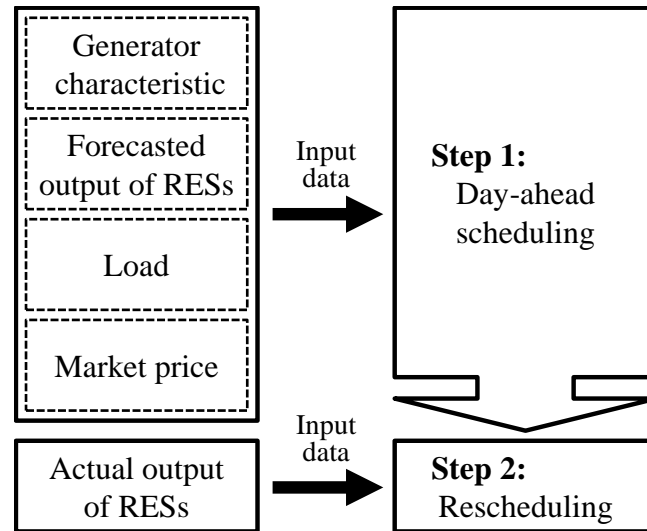 Generator
characteristic
Forecasted
output of RESs
Load
Market price
Input
data
Step 1:
Day-ahead
scheduling
Actual output
of RESs
Input
data
Step 2:
Rescheduling